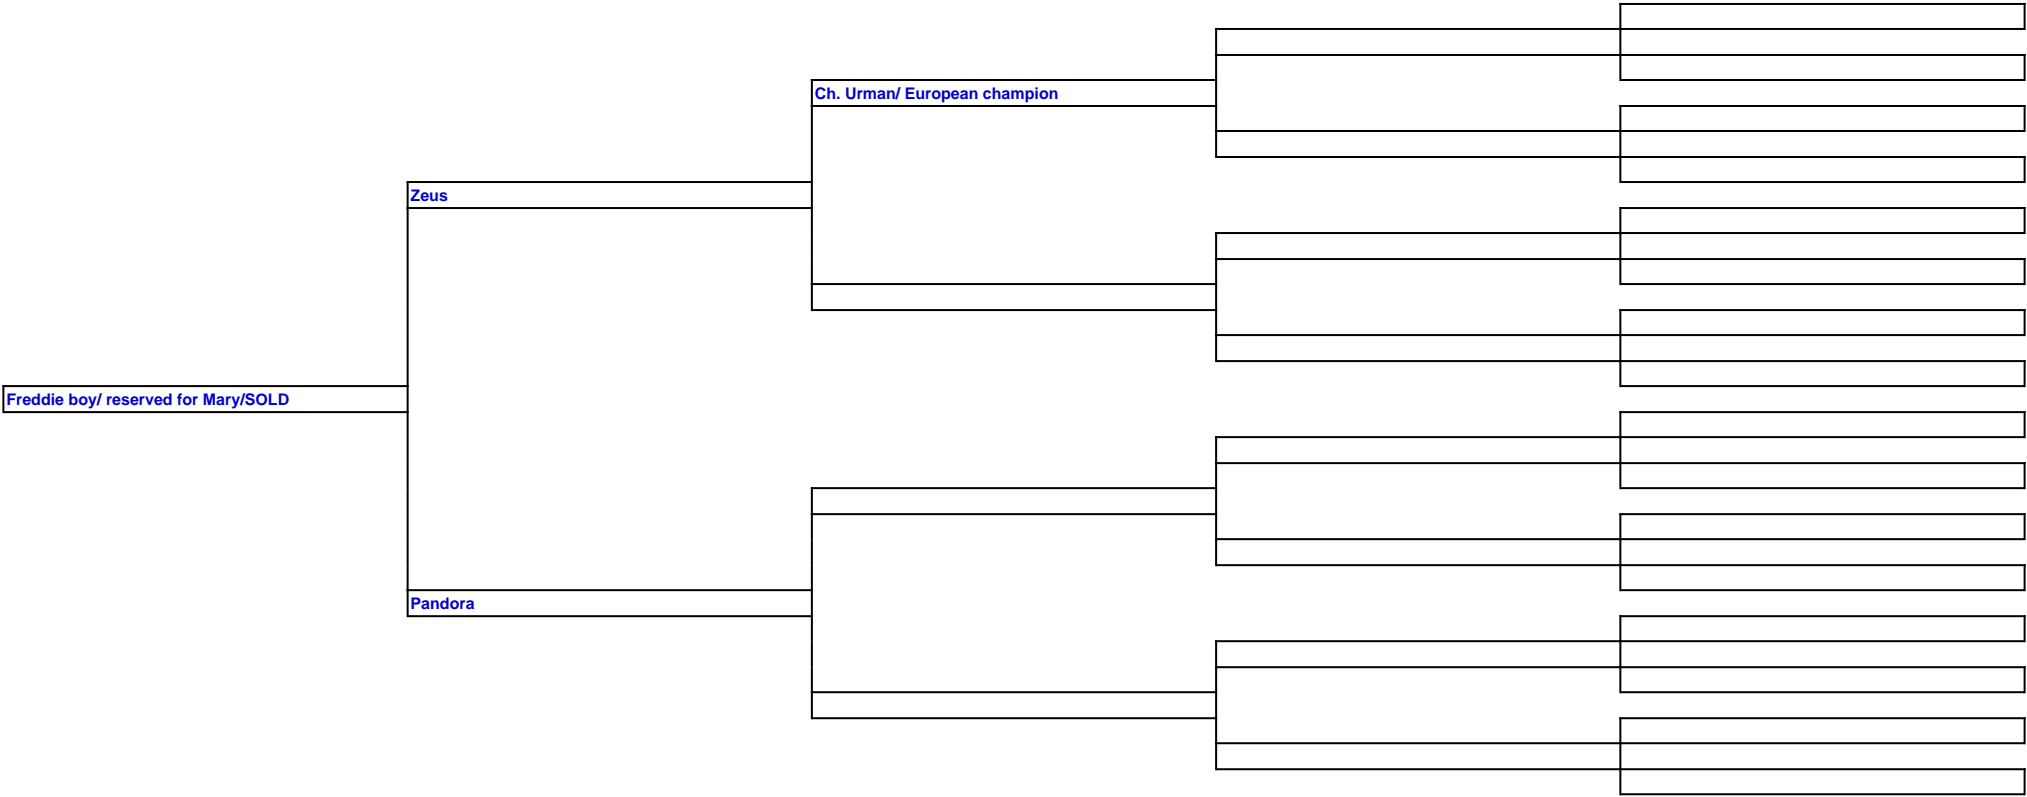 Ch. Urman/ European champion
Zeus
Freddie boy/ reserved for Mary/SOLD
Pandora